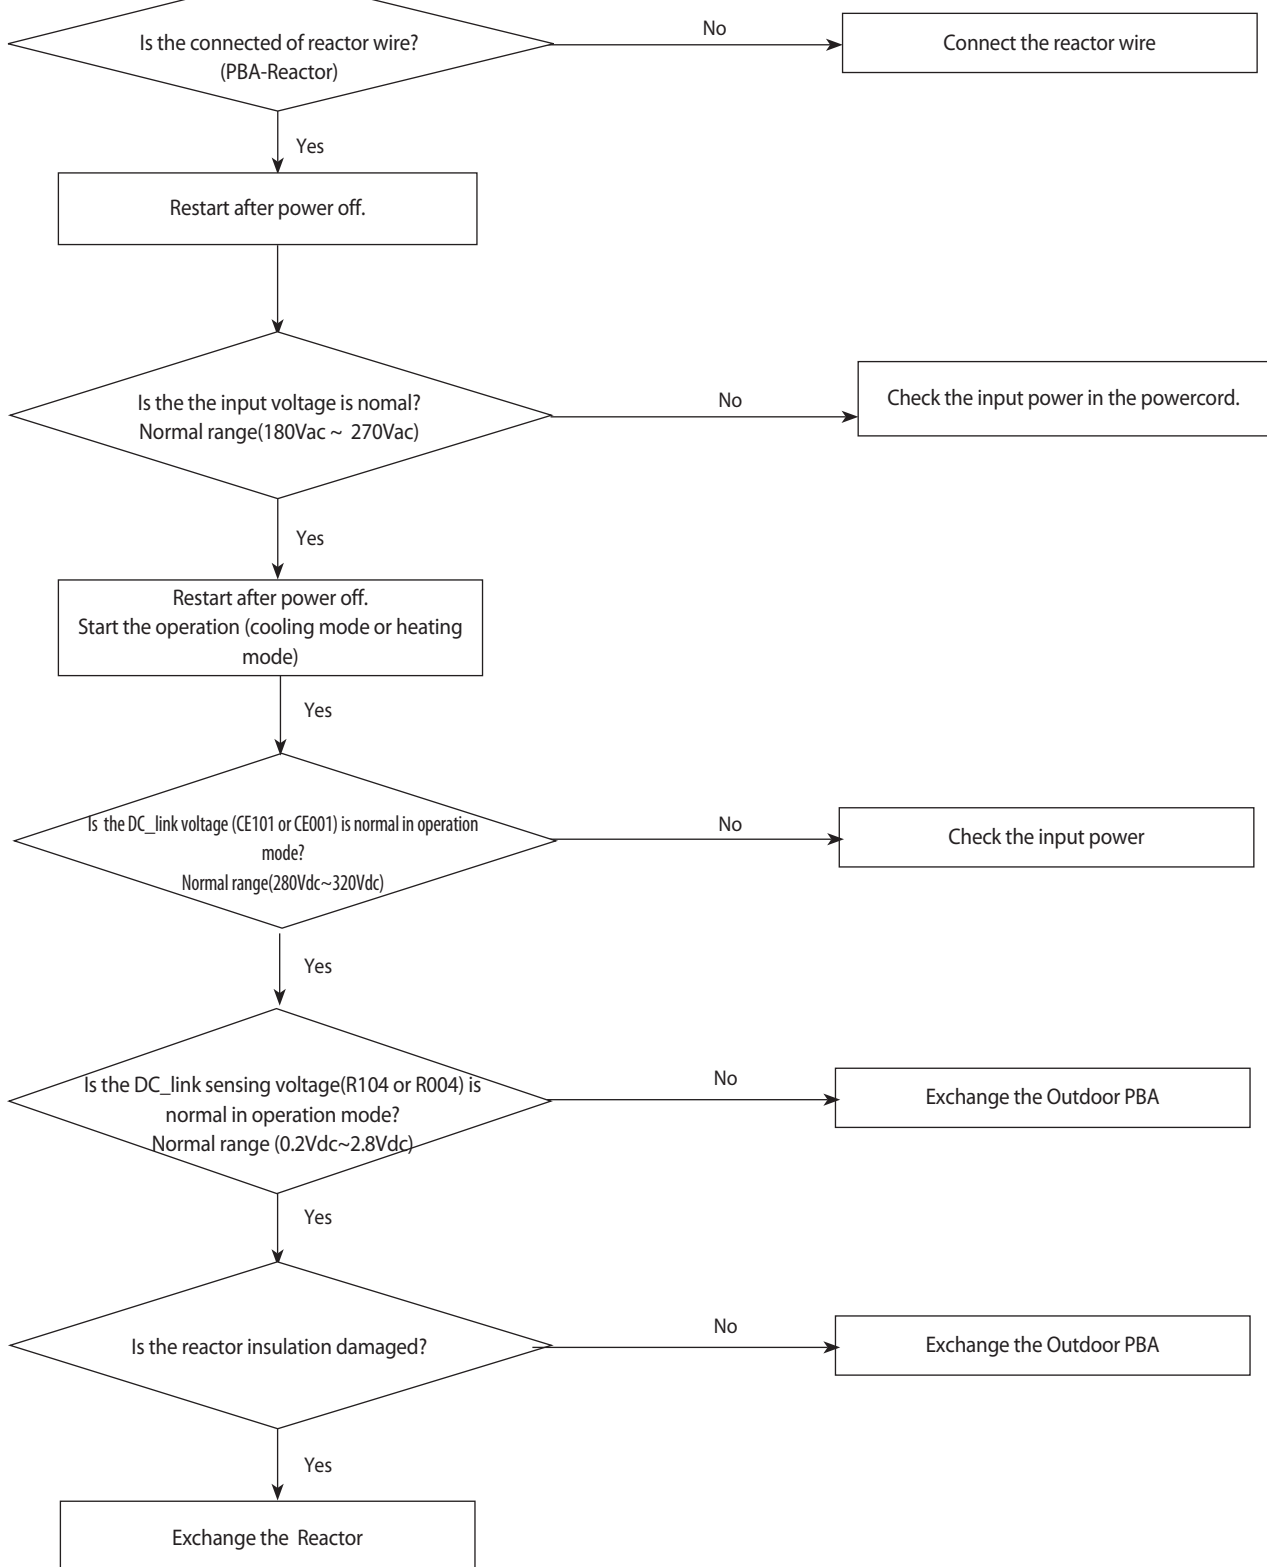 Is the connected of reactor wire?
(PBA-Reactor)
No
Connect the reactor wire
Yes
Restart after power off.
Is the the input voltage is nomal?
Normal range(180Vac ~ 270Vac)
No
Check the input power in the powercord.
Yes
Restart after power off.
Start the operation (cooling mode or heating
mode)
Yes
Is the DC_link voltage (CE101 or CE001) is normal in operation
mode?
Normal range(280Vdc~320Vdc)
No
Check the input power
Yes
Is the DC_link sensing voltage(R104 or R004) is
normal in operation mode?
Normal range (0.2Vdc~2.8Vdc)
No
Exchange the Outdoor PBA
Yes
Is the reactor insulation damaged?
No
Exchange the Outdoor PBA
Yes
Exchange the Reactor